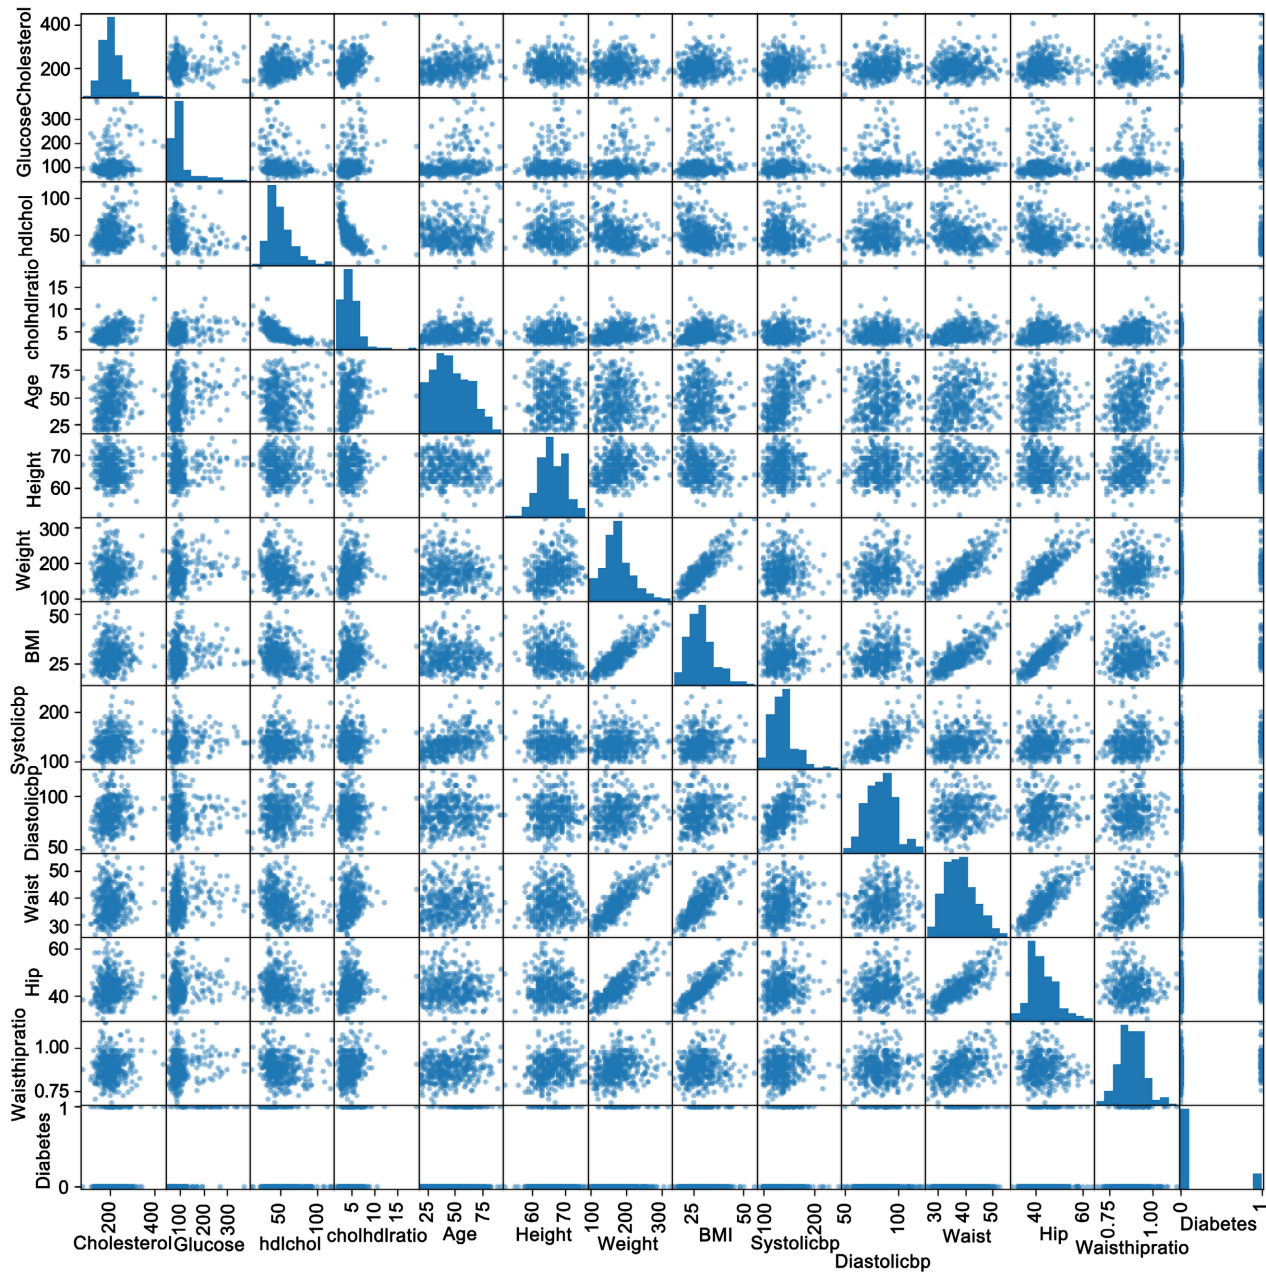 Cholesterol 400 200
Glucose 300 200 100
hdlchol 100 50
cholhdlratio 15 10 5
Age 75 50 25
Height 70 60
Weight 300 200 100
BMI 50 25
Systolicbp 200 100
Diastolicbp 100 50
Waist 50 40 30
Hip 60 40
Waisthipratio 1.00 0.75
Diabetes 1 0
200 400 100 200 300 50 100 5 10 15 25 50 75 60 70 100 200 300 25 50 100 200 50 100 30 40 50 40 60 0.75 1.00 0 1
Cholesterol Glucose hdlchol cholhdlratio Age Height Weight BMI Systolicbp Diastolicbp Waist Hip Waisthipratio Diabetes